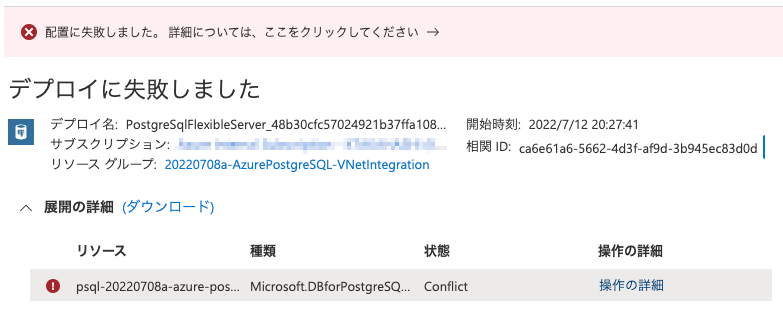 配置に失敗しました。 詳細については、ここをクリックしてください →
デプロイに失敗しました
デプロイ名: PostgreSqlFlexibleServer_48b30cfc57024921b37ffa108...
開始時刻: 2022/7/12 20:27:41
サブスクリプション:
相関 ID: ca6e61a6-5662-4d3f-af9d-3b945ec83d0d
リソース グループ: 20220708a-AzurePostgreSQL-VNetIntegration
展開の詳細 (ダウンロード)
リソース 種類 状態 操作の詳細
psql-20220708a-azure-pos... Microsoft.DBforPostgreSQ... Conflict 操作の詳細